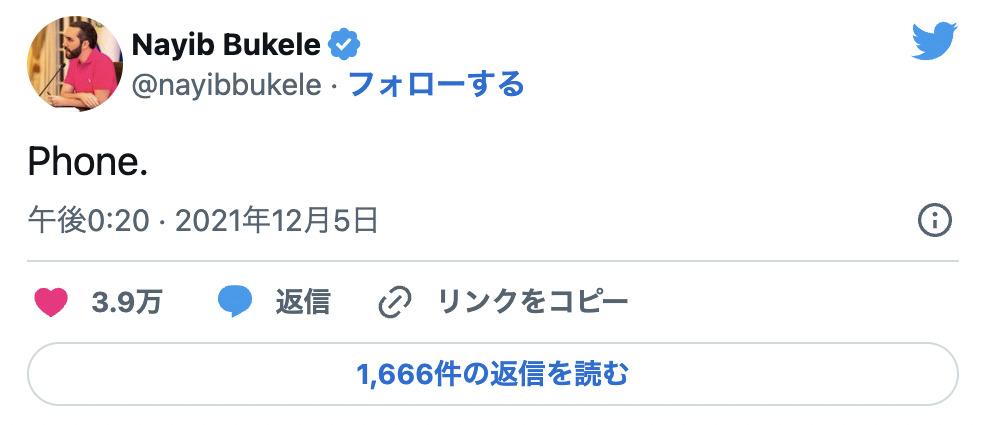 Nayib Bukele
@nayibbukele · フォローする
Phone.
午後0:20 · 2021年12月5日
3.9万 返信 リンクをコピー
1,666件の返信を読む